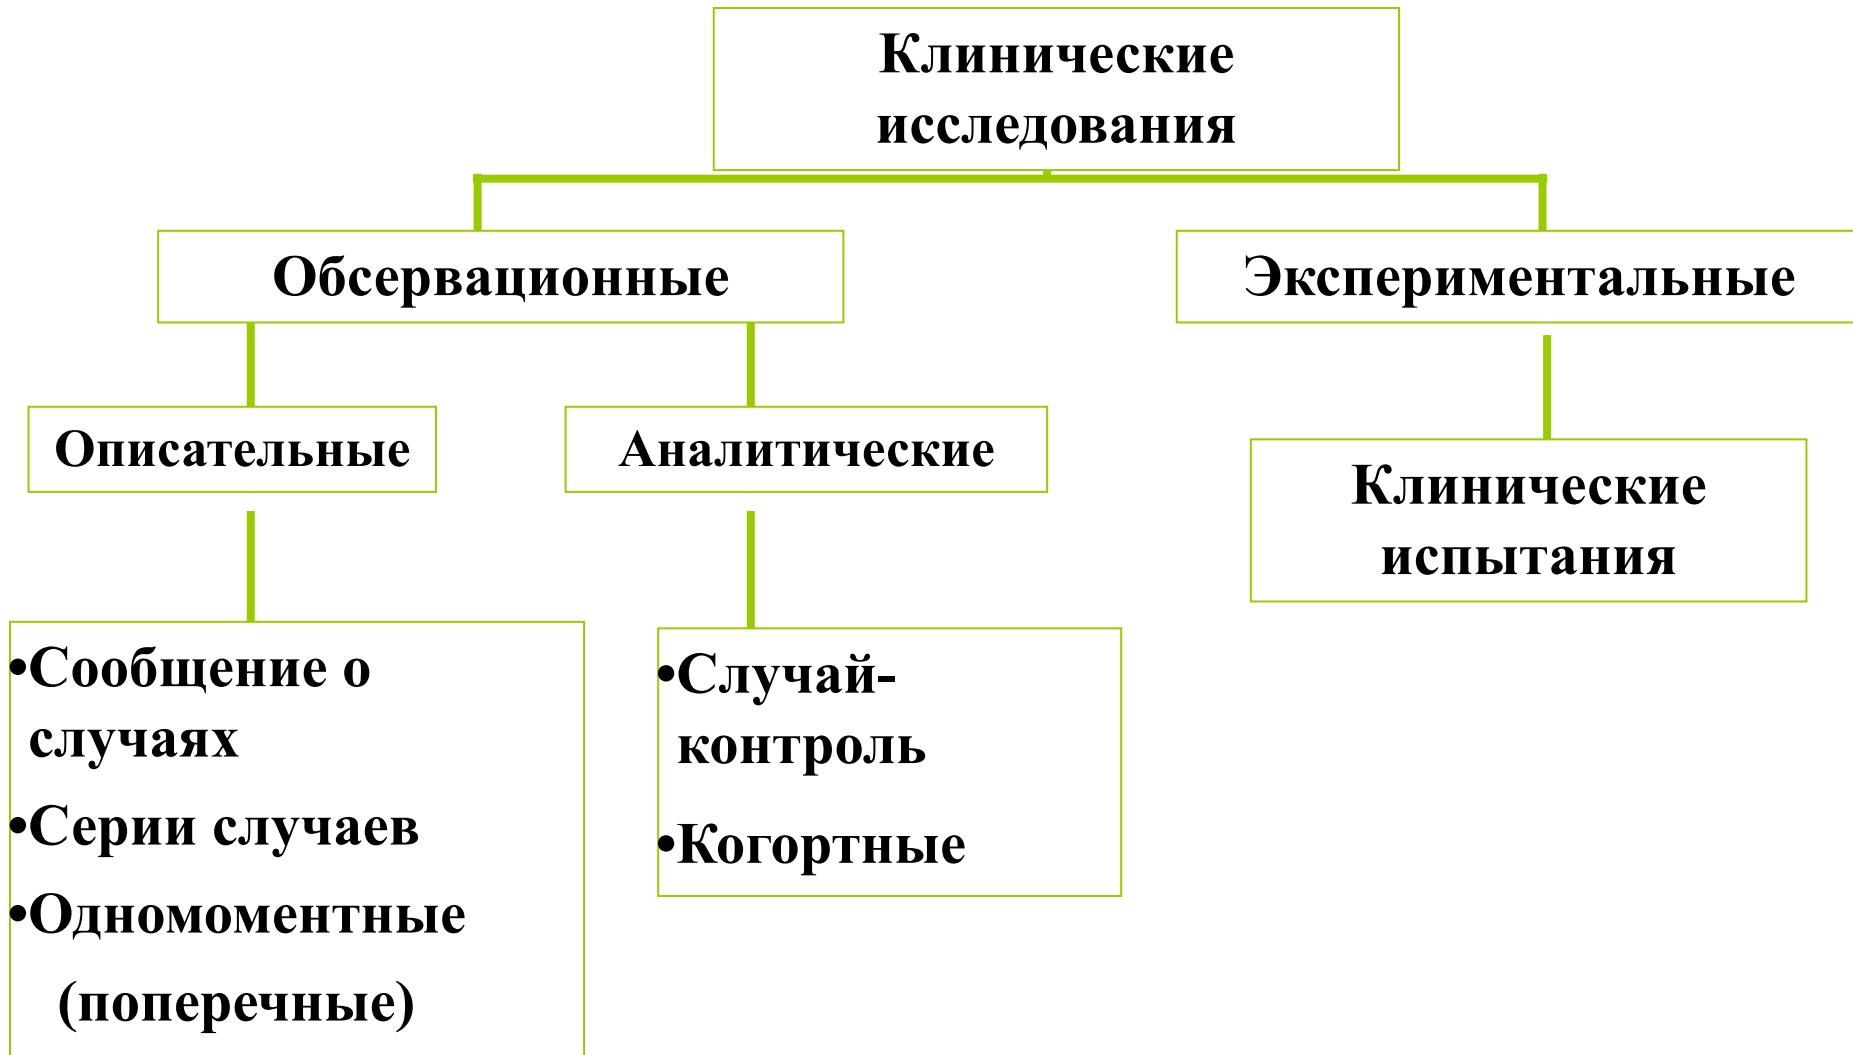 Клинические
исследования
Обсервационные
Экспериментальные
Описательные
Аналитические
Клинические
испытания
•Сообщение о
случаях
•Серии случаев
•Одномоментные
(поперечные)
•Случай-
контроль
•Когортные